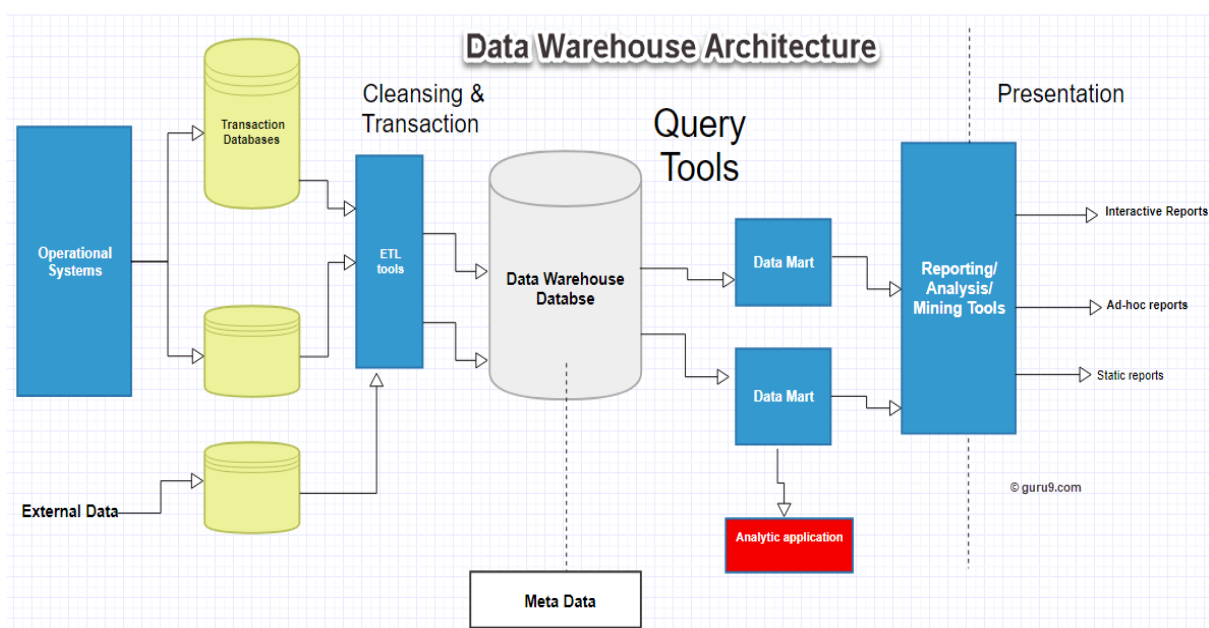 Data Warehouse Architecture
Cleansing &
Transaction
Query
Tools
Presentation
Transaction
Databases
Operational
Systems
ETL
tools
Data Warehouse
Databse
Data Mart
Data Mart
Reporting/
Analysis/
Mining Tools
Interactive Reports
Ad-hoc reports
Static reports
External Data
Analytic application
Meta Data
© guru9.com